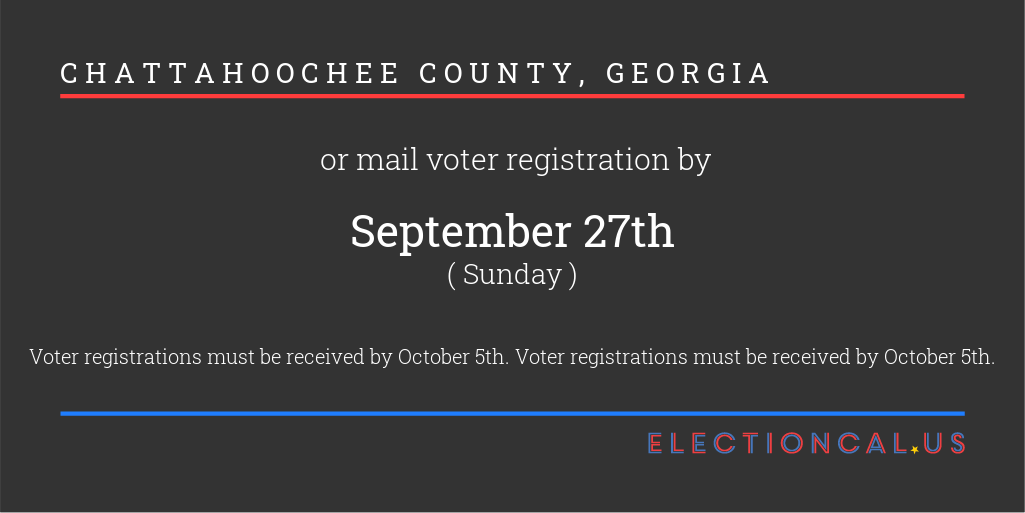 CHATTAHOOCHEE COUNTY, GEORGIA
or mail voter registration by
September 27th
( Sunday )
Voter registrations must be received by October 5th. Voter registrations must be received by October 5th.
ELECTIONCAL.US